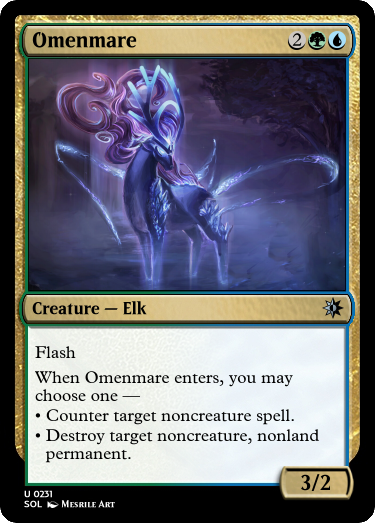 Omenmare 2
Creature — Elk
Flash
When Omenmare enters, you may
choose one —
• Counter target noncreature spell.
• Destroy target noncreature, nonland
permanent.
3/2
U 0231
SOL Mesrile Art